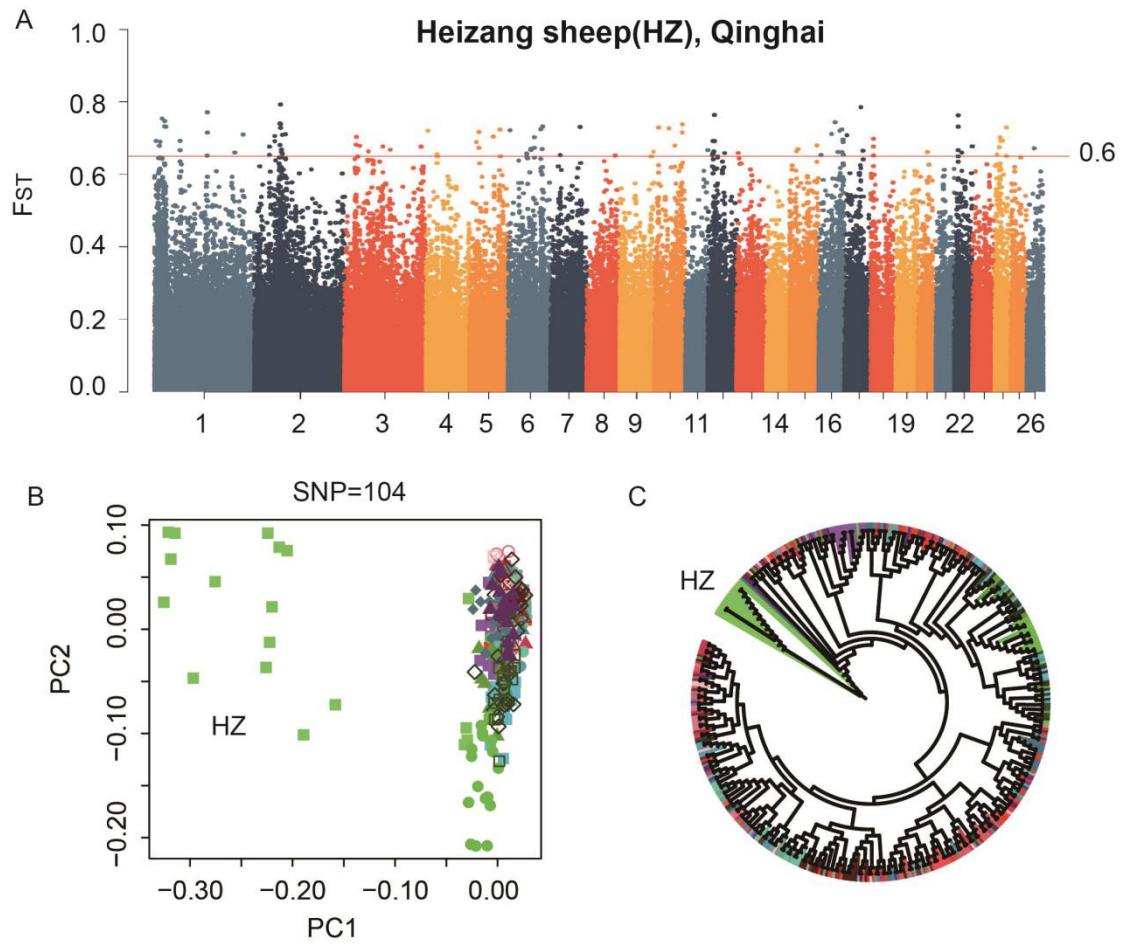 A
Heizang sheep(HZ), Qinghai
1.0
0.8
0.6
0.4
0.2
0.0
FST
0.6
1 2 3 4 5 6 7 8 9 11 14 16 19 22 26
B
SNP=104
0.10
0.00
−0.10
−0.20
PC2
HZ
−0.30 −0.20 −0.10 0.00
PC1
C
HZ